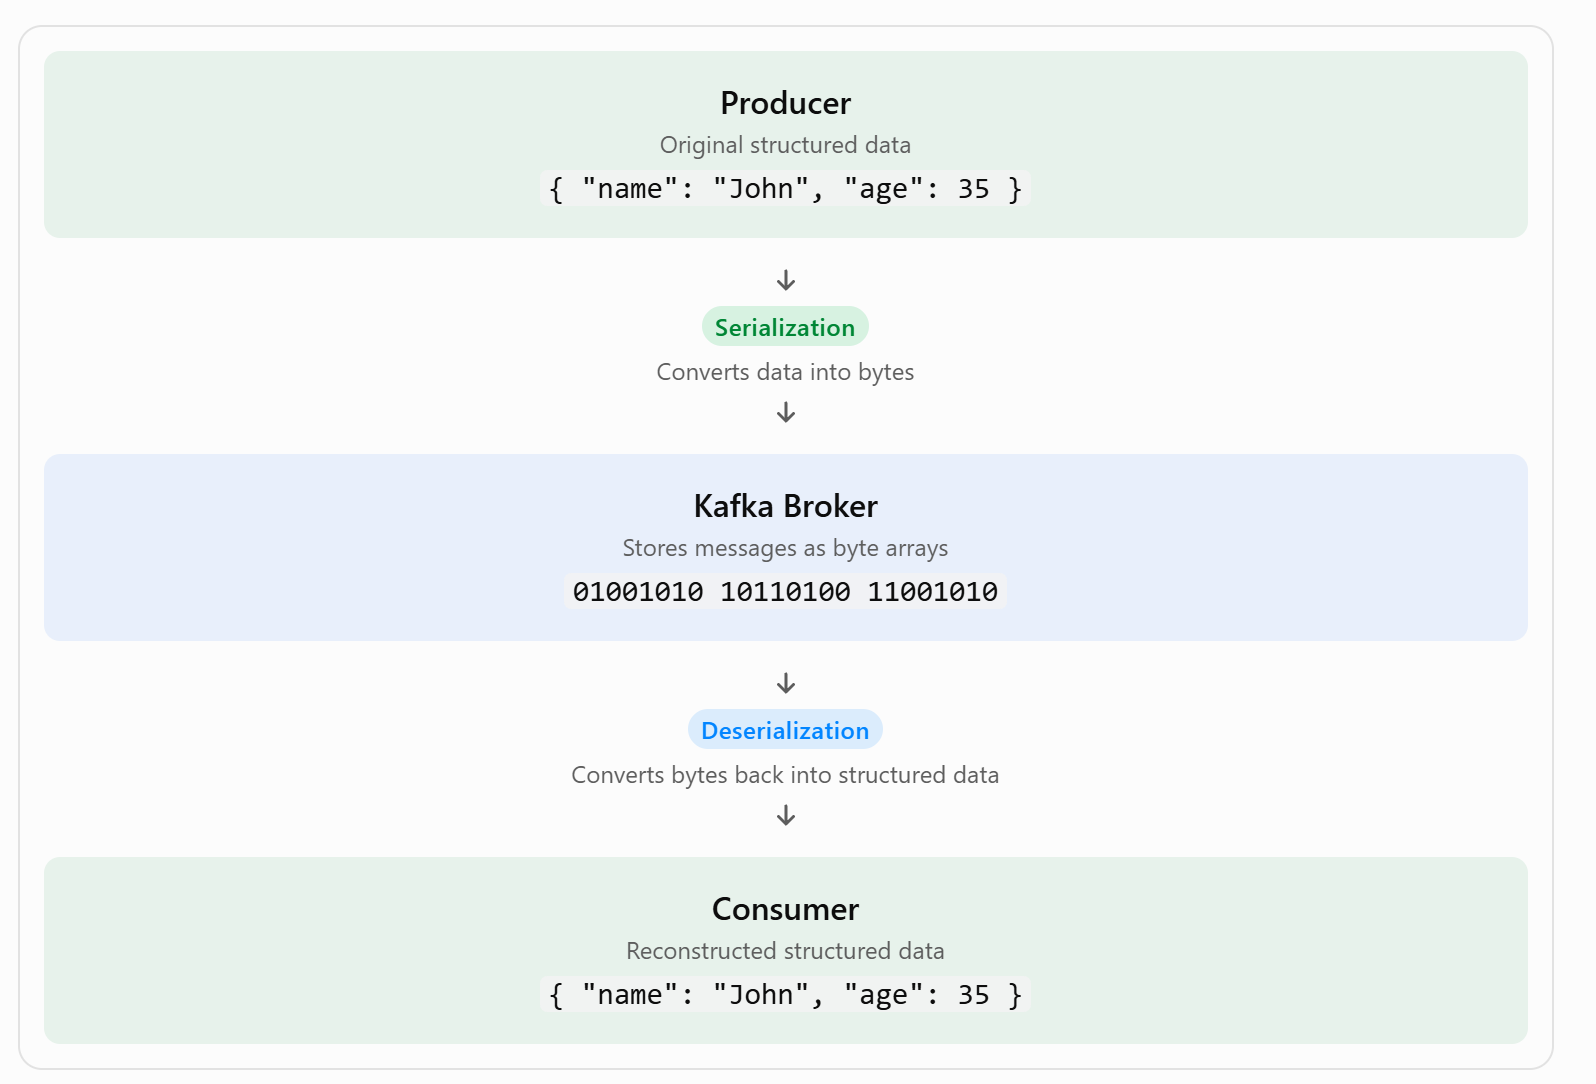 Producer
Original structured data
{ "name": "John", "age": 35 }
↓
Serialization
Converts data into bytes
↓
Kafka Broker
Stores messages as byte arrays
01001010 10110100 11001010
↓
Deserialization
Converts bytes back into structured data
↓
Consumer
Reconstructed structured data
{ "name": "John", "age": 35 }